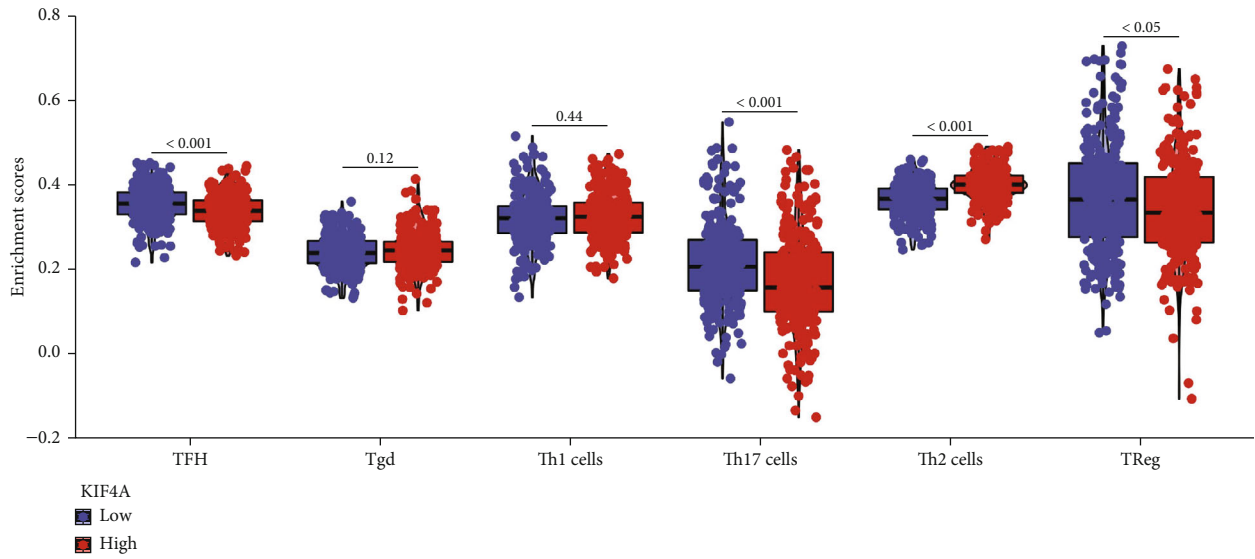 0.8
0.6
0.4
0.2
0.0
−0.2
Enrichment scores
< 0.001
0.12
0.44
< 0.001
< 0.001
< 0.05
TFH
Tgd
Th1 cells
Th17 cells
Th2 cells
TReg
KIF4A
Low
High